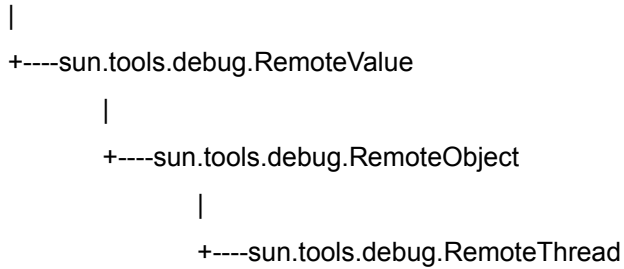 |
+----sun.tools.debug.RemoteValue
|
+----sun.tools.debug.RemoteObject
|
+----sun.tools.debug.RemoteThread